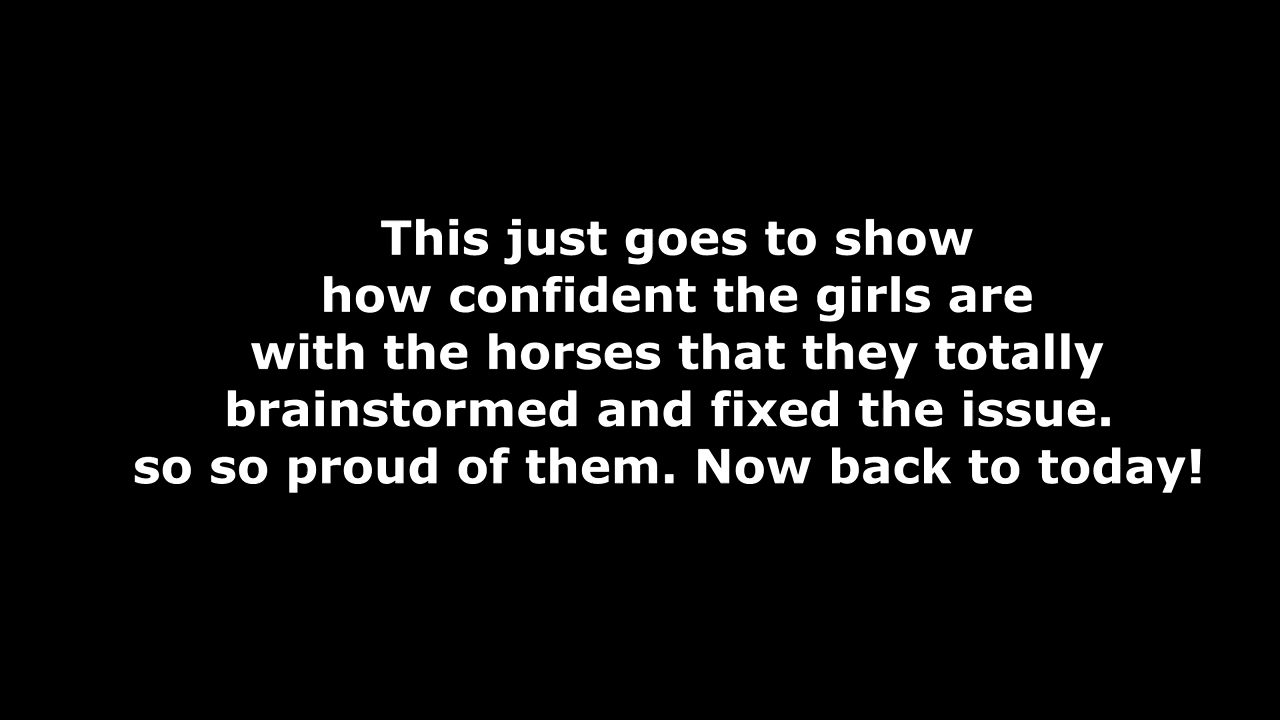 This just goes to show
how confident the girls are
with the horses that they totally
brainstormed and fixed the issue.
so so proud of them. Now back to today!